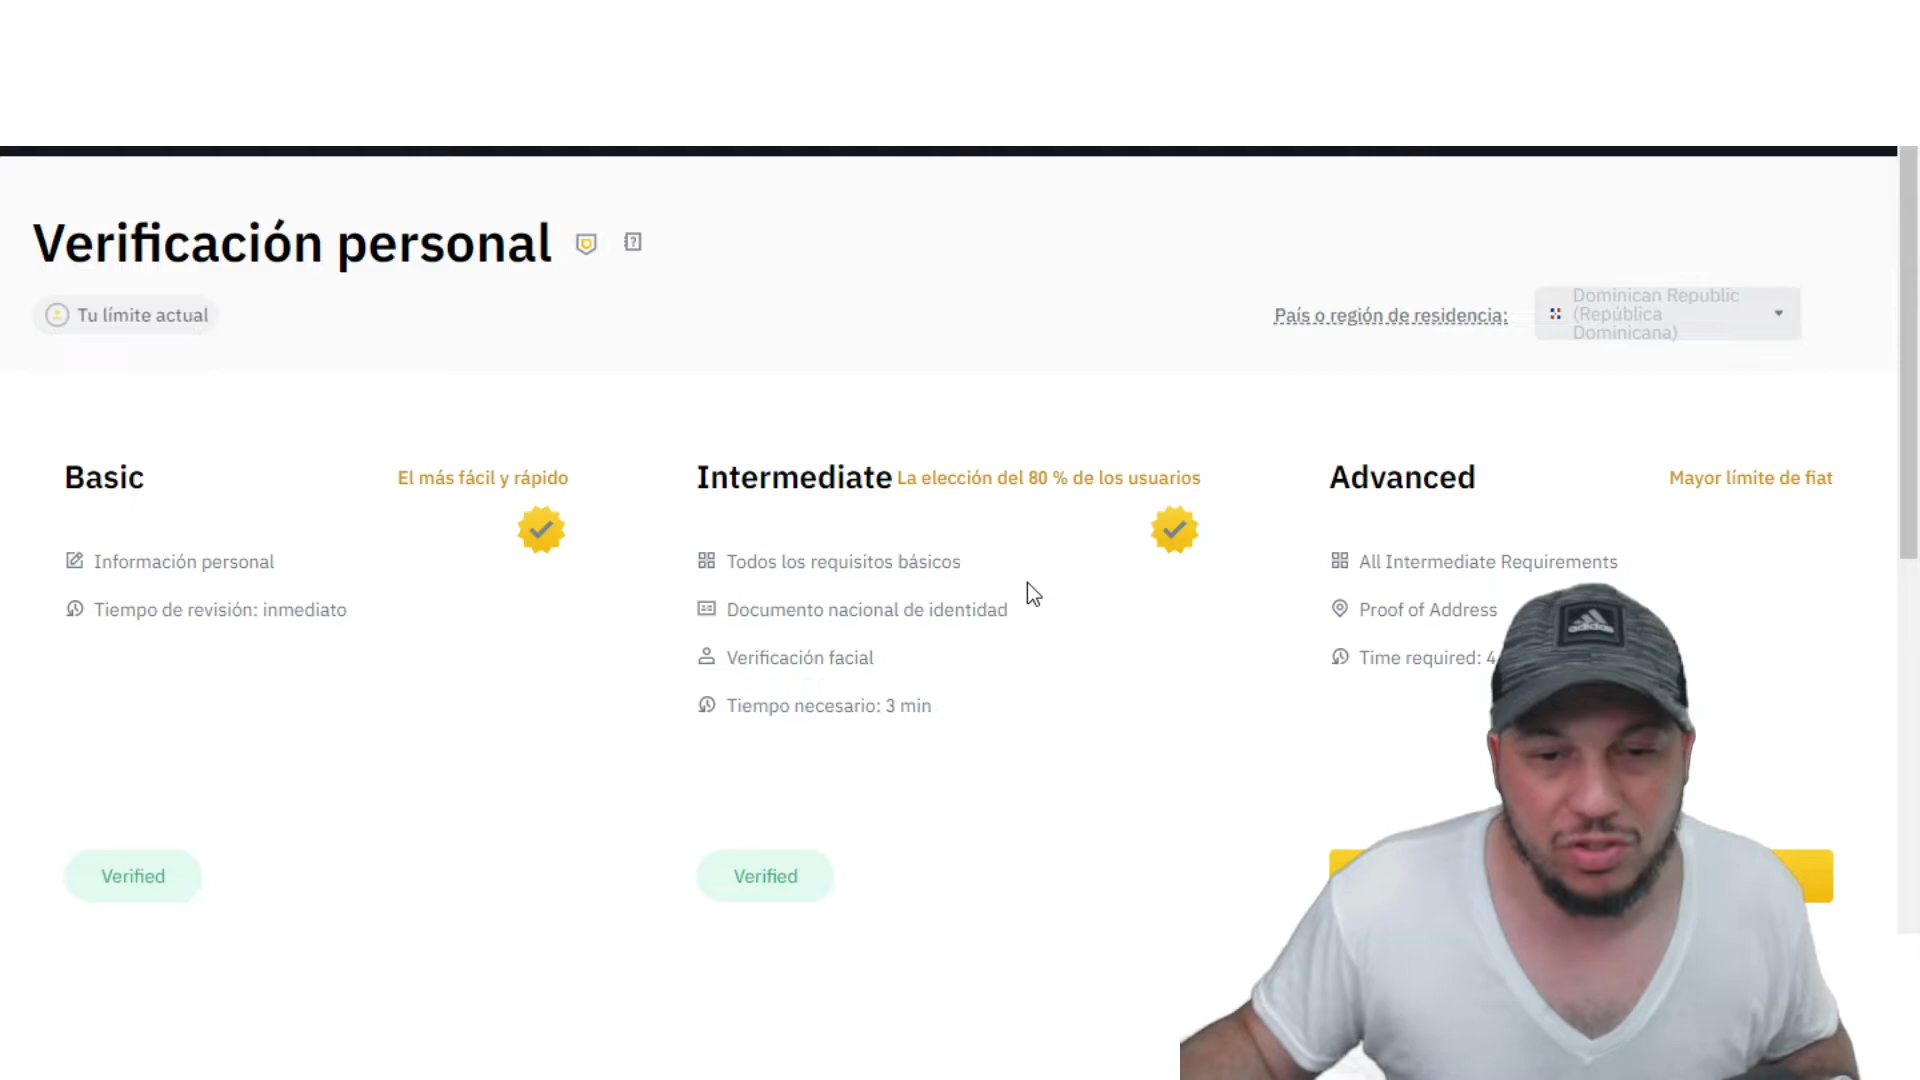 Verificación personal
Tu límite actual
País o región de residencia:
Dominican Republic
(República
Dominicana)
Basic
El más fácil y rápido
Información personal
Tiempo de revisión: inmediato
Verified
Intermediate
La elección del 80 % de los usuarios
Todos los requisitos básicos
Documento nacional de identidad
Verificación facial
Tiempo necesario: 3 min
Verified
Advanced
Mayor límite de fiat
All Intermediate Requirements
Proof of Address
Time required: 4